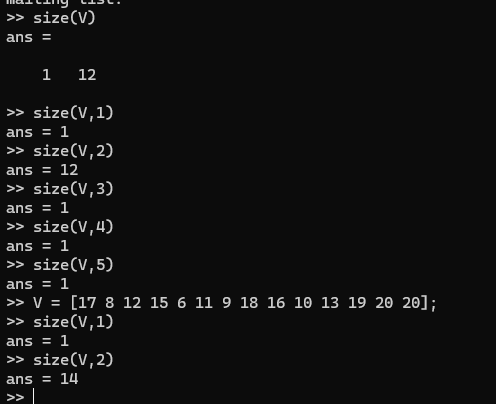 mailing list.
>> size(V)
ans =
1 12
>> size(V,1)
ans = 1
>> size(V,2)
ans = 12
>> size(V,3)
ans = 1
>> size(V,4)
ans = 1
>> size(V,5)
ans = 1
>> V = [17 8 12 15 6 11 9 18 16 10 13 19 20 20];
>> size(V,1)
ans = 1
>> size(V,2)
ans = 14
>>